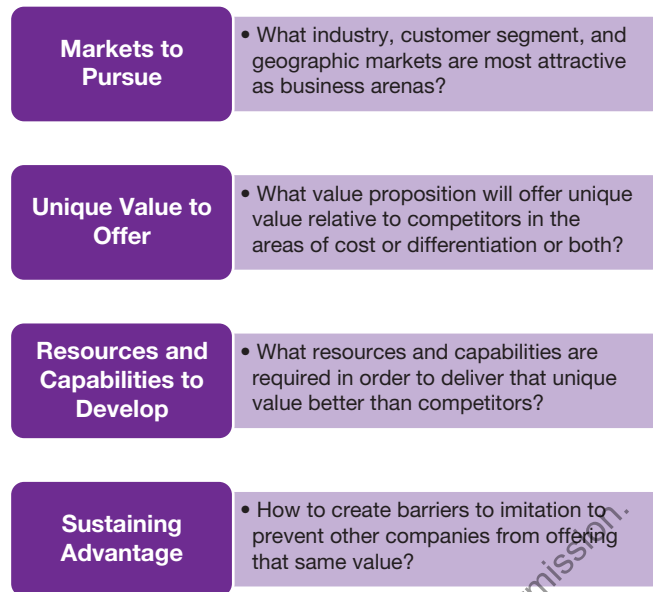 Markets to
Pursue
• What industry, customer segment, and
geographic markets are most attractive
as business arenas?
Unique Value to
Offer
• What value proposition will offer unique
value relative to competitors in the
areas of cost or differentiation or both?
Resources and
Capabilities to
Develop
• What resources and capabilities are
required in order to deliver that unique
value better than competitors?
Sustaining
Advantage
• How to create barriers to imitation to
prevent other companies from offering
that same value?